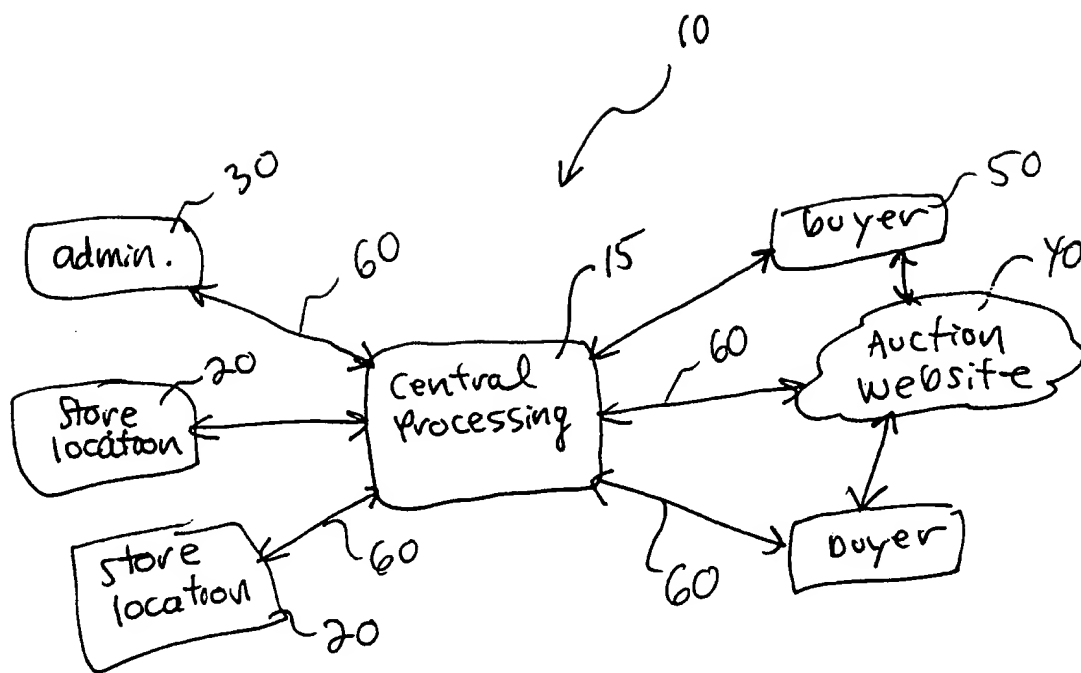 10
30
admin.
60
15
buyer
50
40
Auction
website
60
20
Store
location
Central
Processing
Store
location
60
20
60
buyer